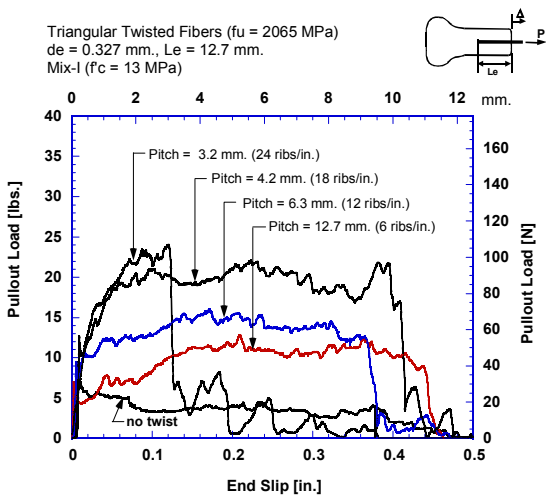 Triangular Twisted Fibers (fu = 2065 MPa)
de = 0.327 mm., Le = 12.7 mm.
Mix-I (f'c = 13 MPa)
Δ
P
Le
0 2 4 6 8 10 12 mm.
40
35
30
25
20
15
10
5
0
Pullout Load [lbs.]
Pitch = 3.2 mm. (24 ribs/in.)
Pitch = 4.2 mm. (18 ribs/in.)
Pitch = 6.3 mm. (12 ribs/in.)
Pitch = 12.7 mm. (6 ribs/in.)
no twist
160
140
120
100
80
60
40
20
0
Pullout Load [N]
0 0.1 0.2 0.3 0.4 0.5
End Slip [in.]